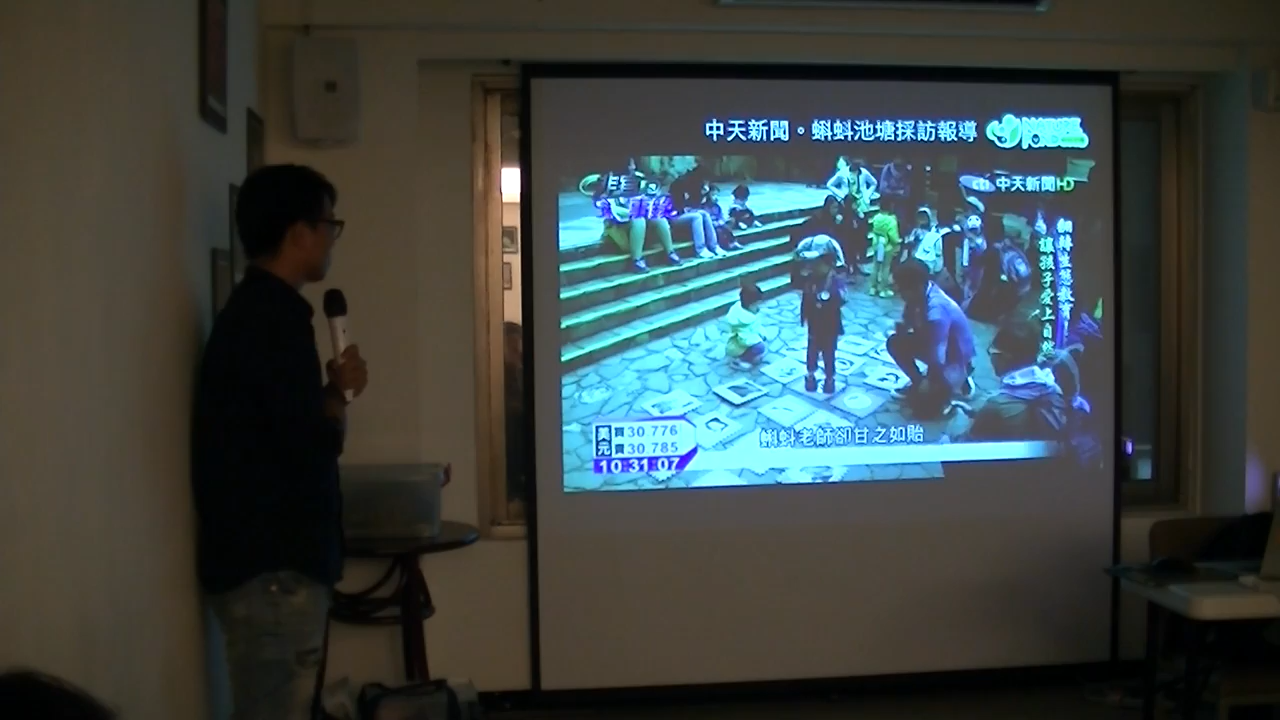 中天新聞。蝌蚪池塘採訪報導
中天新聞HD
翻轉生態教育!
讓孩子愛上自然
美元
買30.776
賣30.785
10:31:07
蝌蚪老師卻甘之如飴